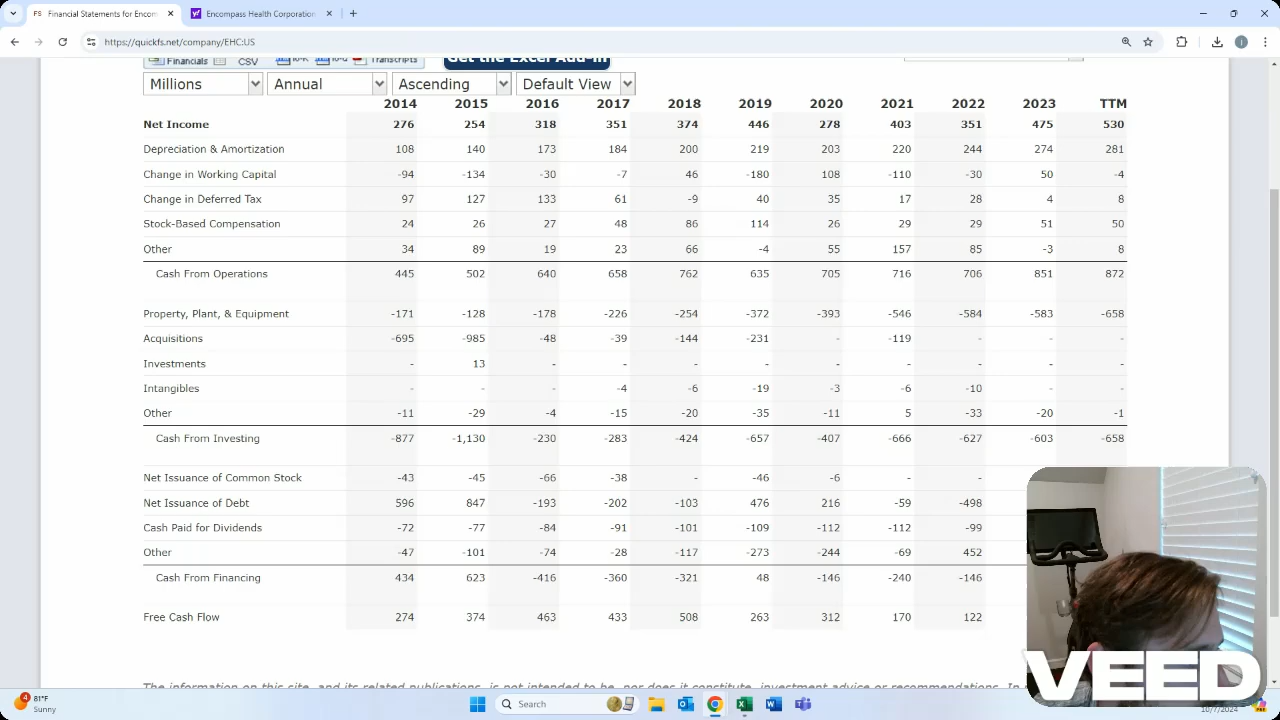 Financial Statements for Encom
Encompass Health Corporation
https://quickfs.net/company/EHC:US
Financials CSV 10-K 10-Q Transcripts Get the Excel Add-in
Millions Annual Ascending Default View
2014 2015 2016 2017 2018 2019 2020 2021 2022 2023 TTM
Net Income 276 254 318 351 374 446 278 403 351 475 530
Depreciation & Amortization 108 140 173 184 200 219 203 220 244 274 281
Change in Working Capital -94 -134 -30 -7 46 -180 108 -110 -30 50 -4
Change in Deferred Tax 97 127 133 61 -9 40 35 17 28 4 8
Stock-Based Compensation 24 26 27 48 86 114 26 29 29 51 50
Other 34 89 19 23 66 -4 55 157 85 -3 8
Cash From Operations 445 502 640 658 762 635 705 716 706 851 872
Property, Plant, & Equipment -171 -128 -178 -226 -254 -372 -393 -546 -584 -583 -658
Acquisitions -695 -985 -48 -39 -144 -231 - -119 - - -
Investments - 13 - - - - - - - - -
Intangibles - - - -4 -6 -19 -3 -6 -10 - -
Other -11 -29 -4 -15 -20 -35 -11 5 -33 -20 -1
Cash From Investing -877 -1,130 -230 -283 -424 -657 -407 -666 -627 -603 -658
Net Issuance of Common Stock -43 -45 -66 -38 - -46 -6 - -
Net Issuance of Debt 596 847 -193 -202 -103 476 216 -59 -498
Cash Paid for Dividends -72 -77 -84 -91 -101 -109 -112 -112 -99
Other -47 -101 -74 -28 -117 -273 -244 -69 452
Cash From Financing 434 623 -416 -360 -321 48 -146 -240 -146
Free Cash Flow 274 374 463 433 508 263 312 170 122
VEED
The information on this site, and its related
investment advice or recommendations. In
4
81°F
Sunny
Search
10/7/2024